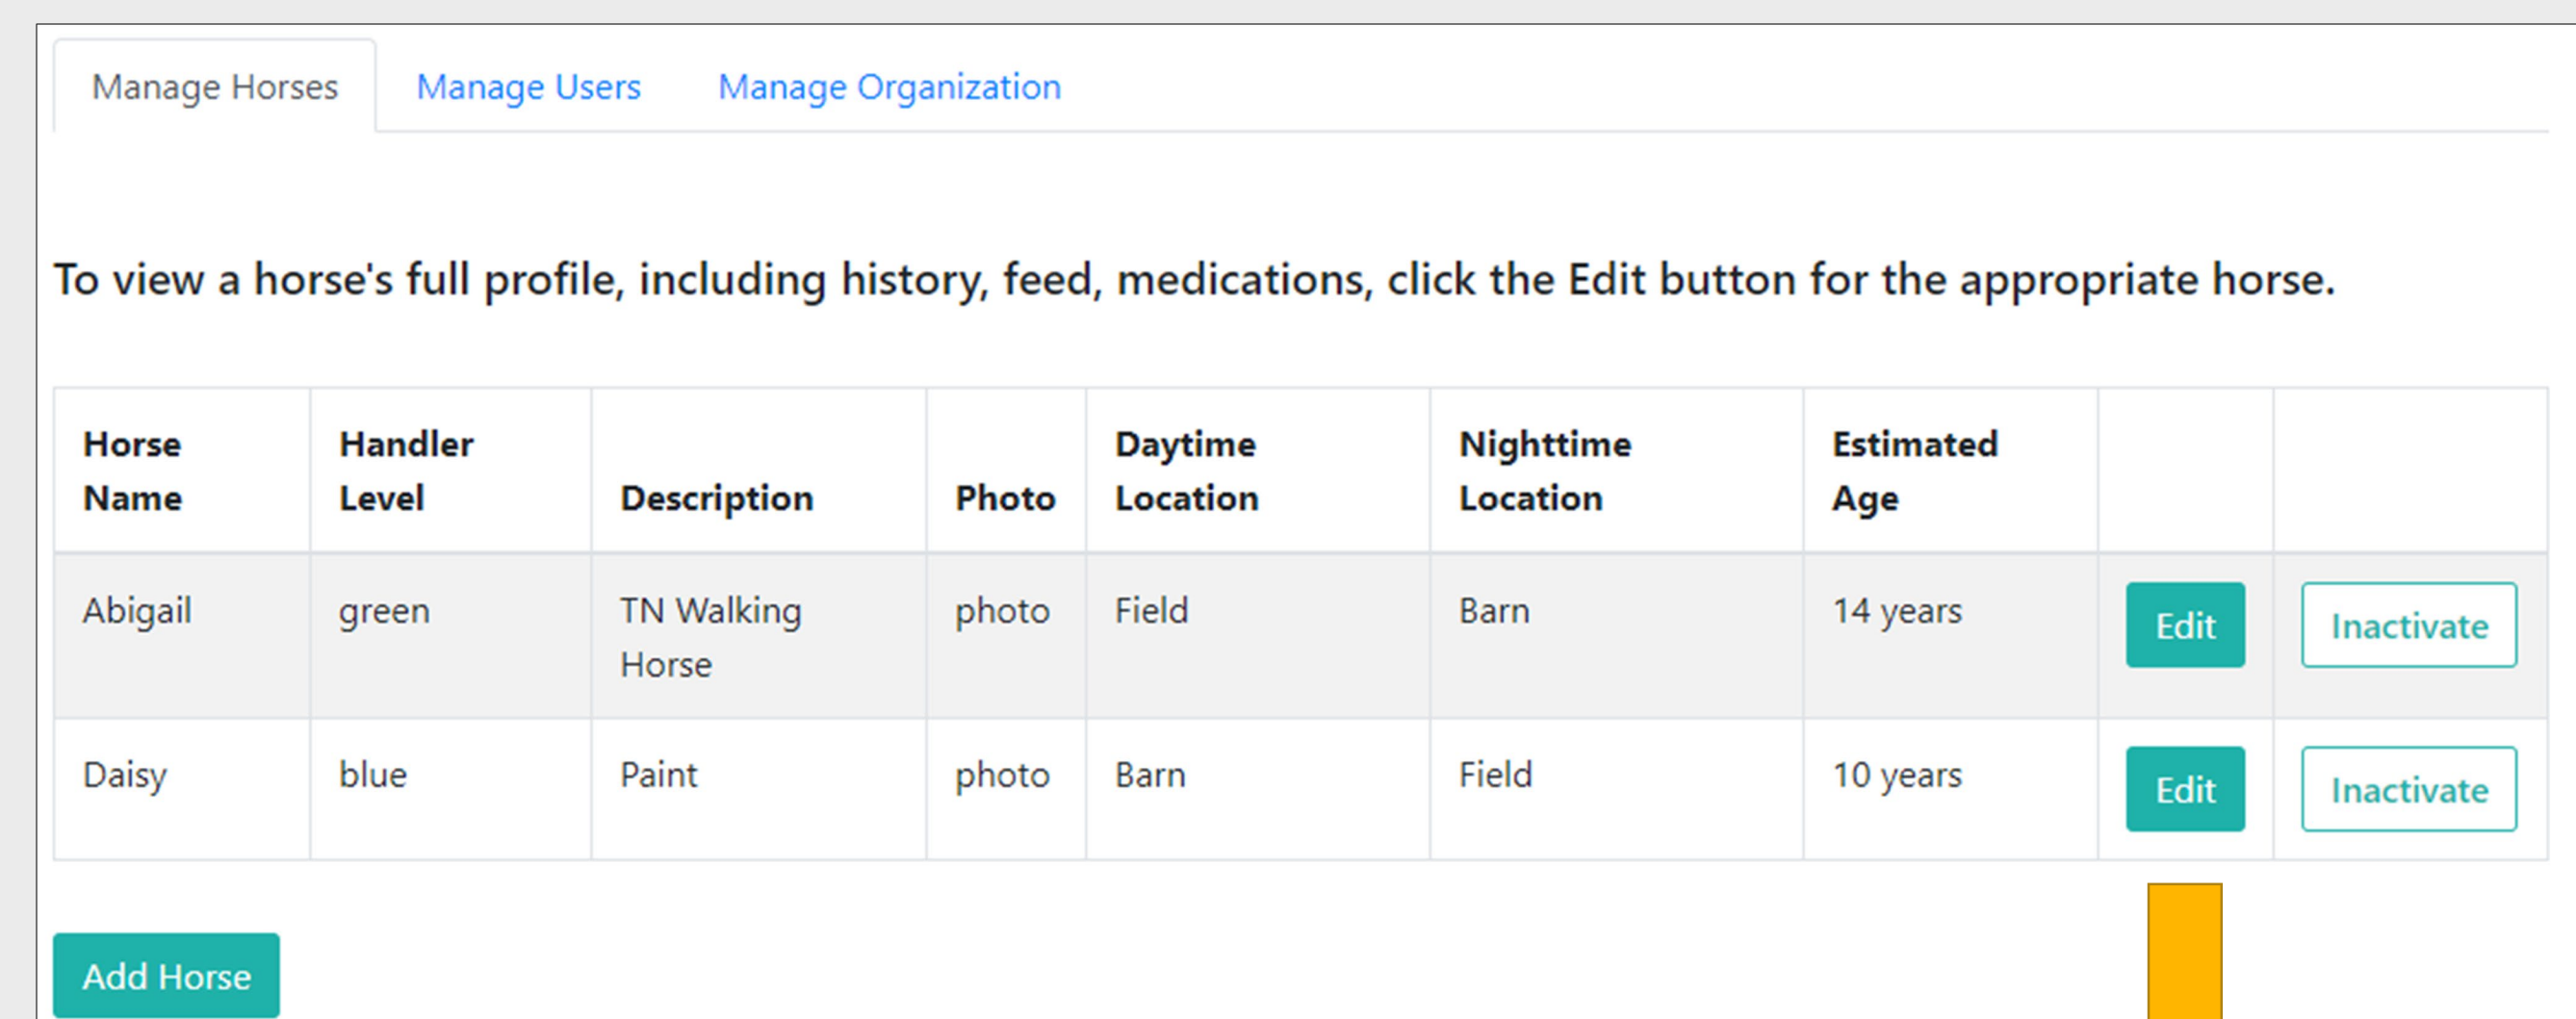 Manage Horses Manage Users Manage Organization
To view a horse's full profile, including history, feed, medications, click the Edit button for the appropriate horse.
Horse Name Handler Level Description Photo Daytime Location Nighttime Location Estimated Age
Abigail green TN Walking Horse photo Field Barn 14 years Edit Inactivate
Daisy blue Paint photo Barn Field 10 years Edit Inactivate
Add Horse